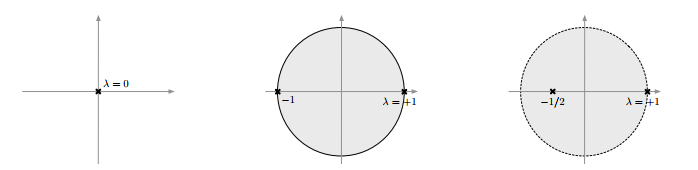 λ = 0
−1
λ = +1
−1/2
λ = +1